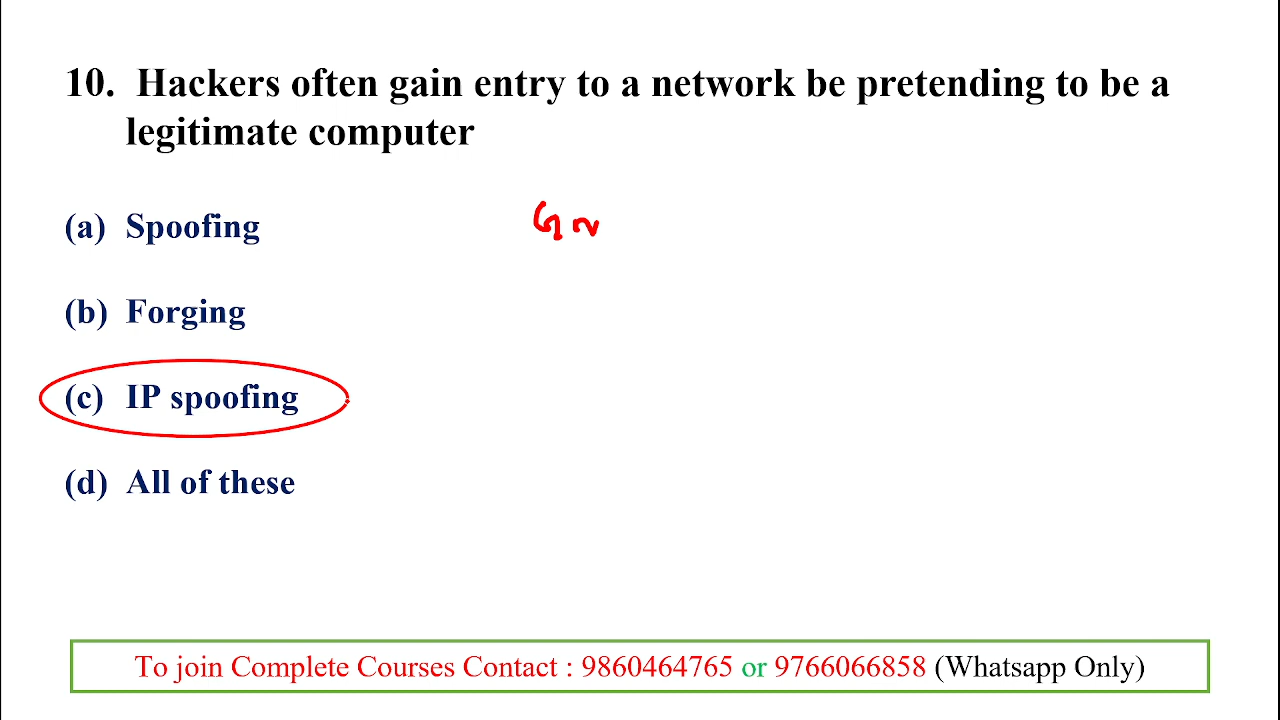 10. Hackers often gain entry to a network be pretending to be a
legitimate computer
(a) Spoofing
(b) Forging
(c) IP spoofing
(d) All of these
To join Complete Courses Contact : 9860464765 or 9766066858 (Whatsapp Only)